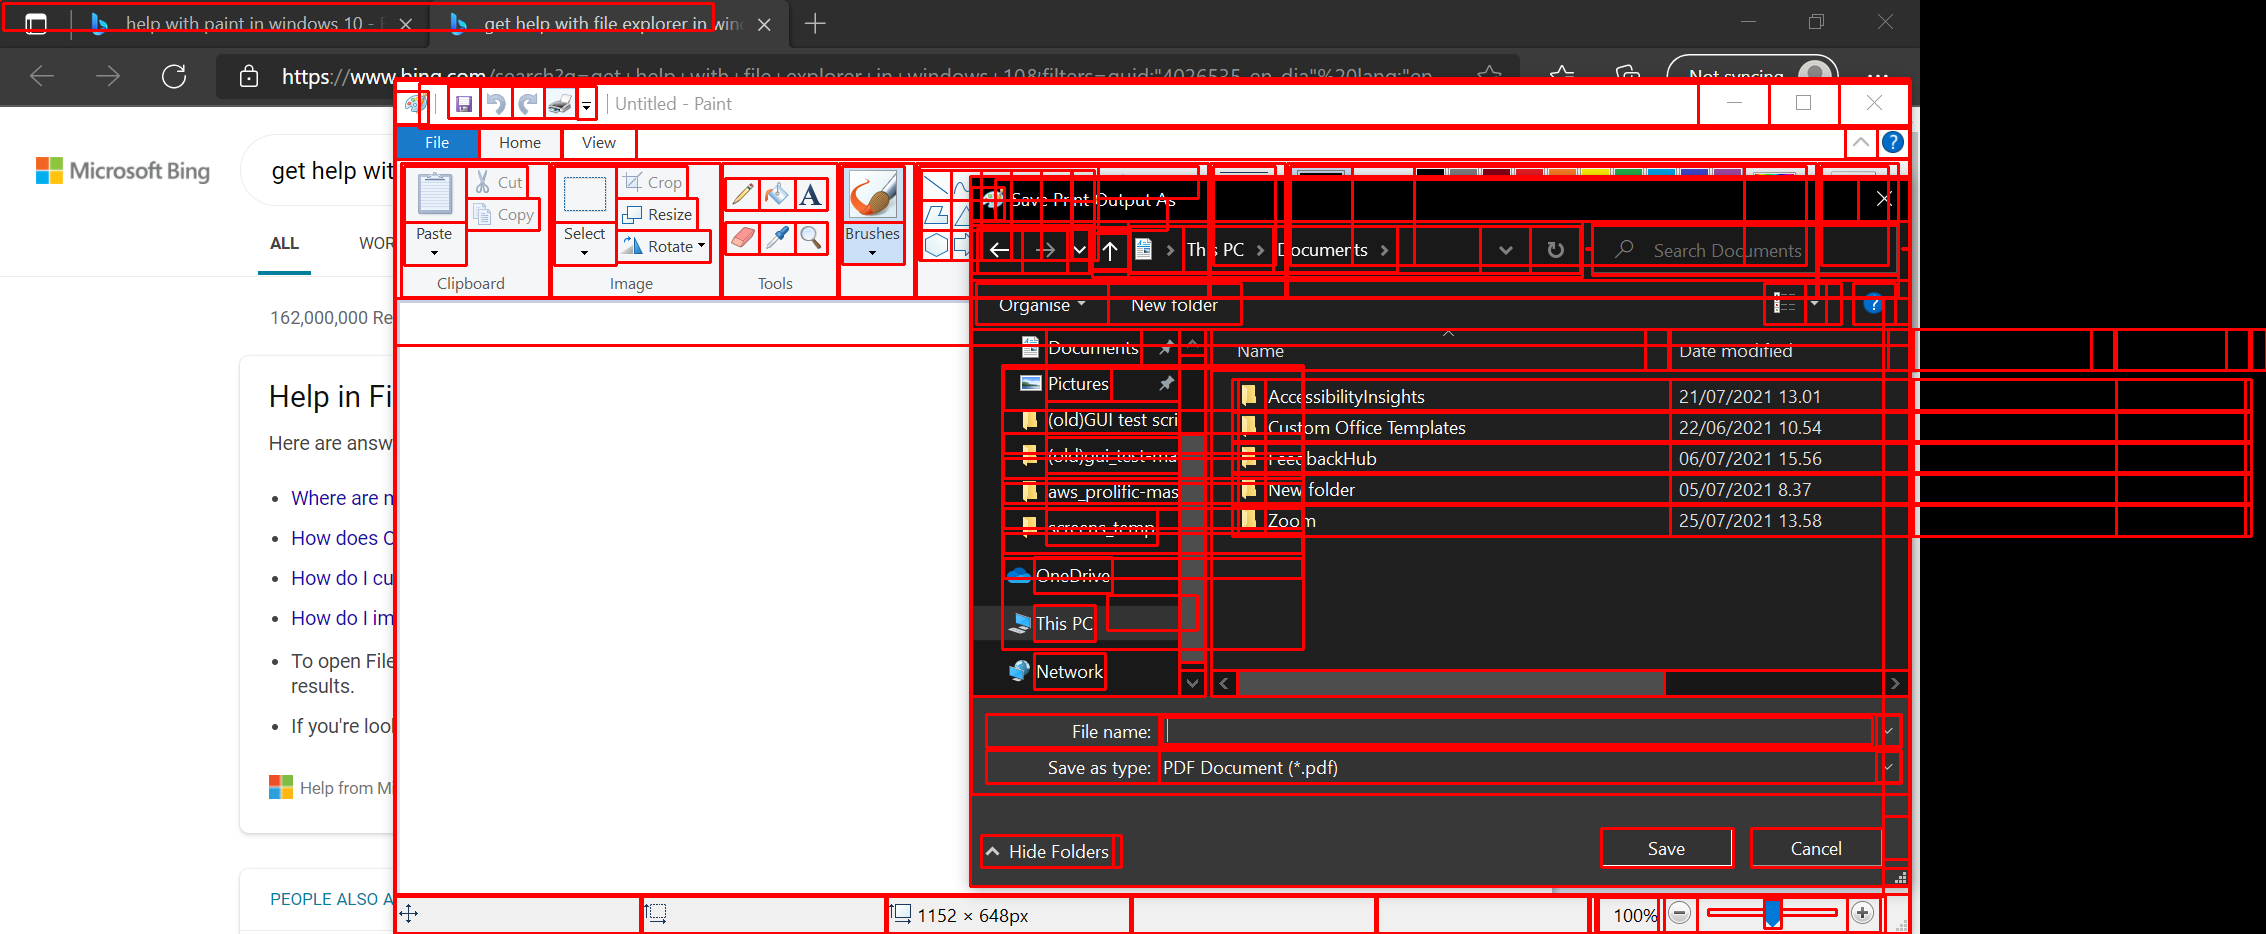 help with paint in windows 10 -
get help with file explorer in win
https://www.bing.com/search?q=get+help+with+file+explorer+in+windows+10&filters=guid:"4026535-en-dia"%20lang:"en
Not syncing
Untitled - Paint
File
Home
View
Microsoft Bing
get help wit
ALL
WOR
162,000,000 Re
Paste
Cut
Copy
Clipboard
Select
Crop
Resize
Rotate
Image
A
Tools
Brushes
Save Print Output As
This PC
Documents
Search Documents
Organise
New folder
Documents
Pictures
(old)GUI test scri
(old)gui_test-ma
aws_prolific-mas
screens_temp
OneDrive
This PC
Network
Name
Date modified
AccessibilityInsights
21/07/2021 13.01
Custom Office Templates
22/06/2021 10.54
FeedbackHub
06/07/2021 15.56
New folder
05/07/2021 8.37
Zoom
25/07/2021 13.58
File name:
Save as type:
PDF Document (*.pdf)
Hide Folders
Save
Cancel
Help in Fi
Here are answ
Where are n
How does C
How do I cu
How do I im
To open File
results.
If you're loo
Help from Mi
PEOPLE ALSO A
1152 × 648px
100%